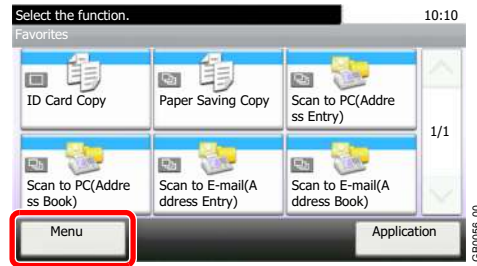 Select the function.
10:10
Favorites
ID Card Copy
Paper Saving Copy
Scan to PC(Addre
ss Entry)
1/1
Scan to PC(Addre
ss Book)
Scan to E-mail(A
ddress Entry)
Scan to E-mail(A
ddress Book)
Menu
Application
GB0056_00